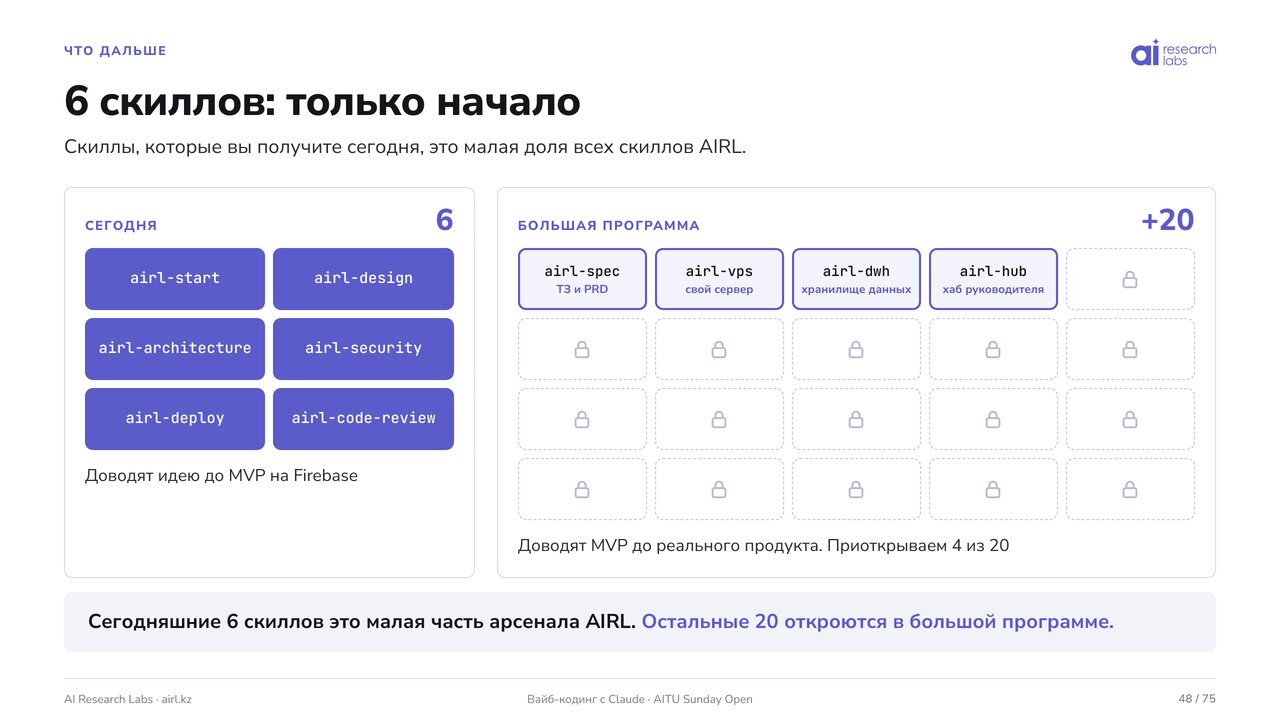 ЧТО ДАЛЬШЕ
ai research labs
6 скиллов: только начало
Скиллы, которые вы получите сегодня, это малая доля всех скиллов AIRL.
СЕГОДНЯ
6
airl-start
airl-design
airl-architecture
airl-security
airl-deploy
airl-code-review
Доводят идею до MVP на Firebase
БОЛЬШАЯ ПРОГРАММА
+20
airl-spec
ТЗ и PRD
airl-vps
свой сервер
airl-dwh
хранилище данных
airl-hub
хаб руководителя
Доводят MVP до реального продукта. Приоткрываем 4 из 20
Сегодняшние 6 скиллов это малая часть арсенала AIRL. Остальные 20 откроются в большой программе.
AI Research Labs · airl.kz
Вайб-кодинг с Claude · AITU Sunday Open
48 / 75